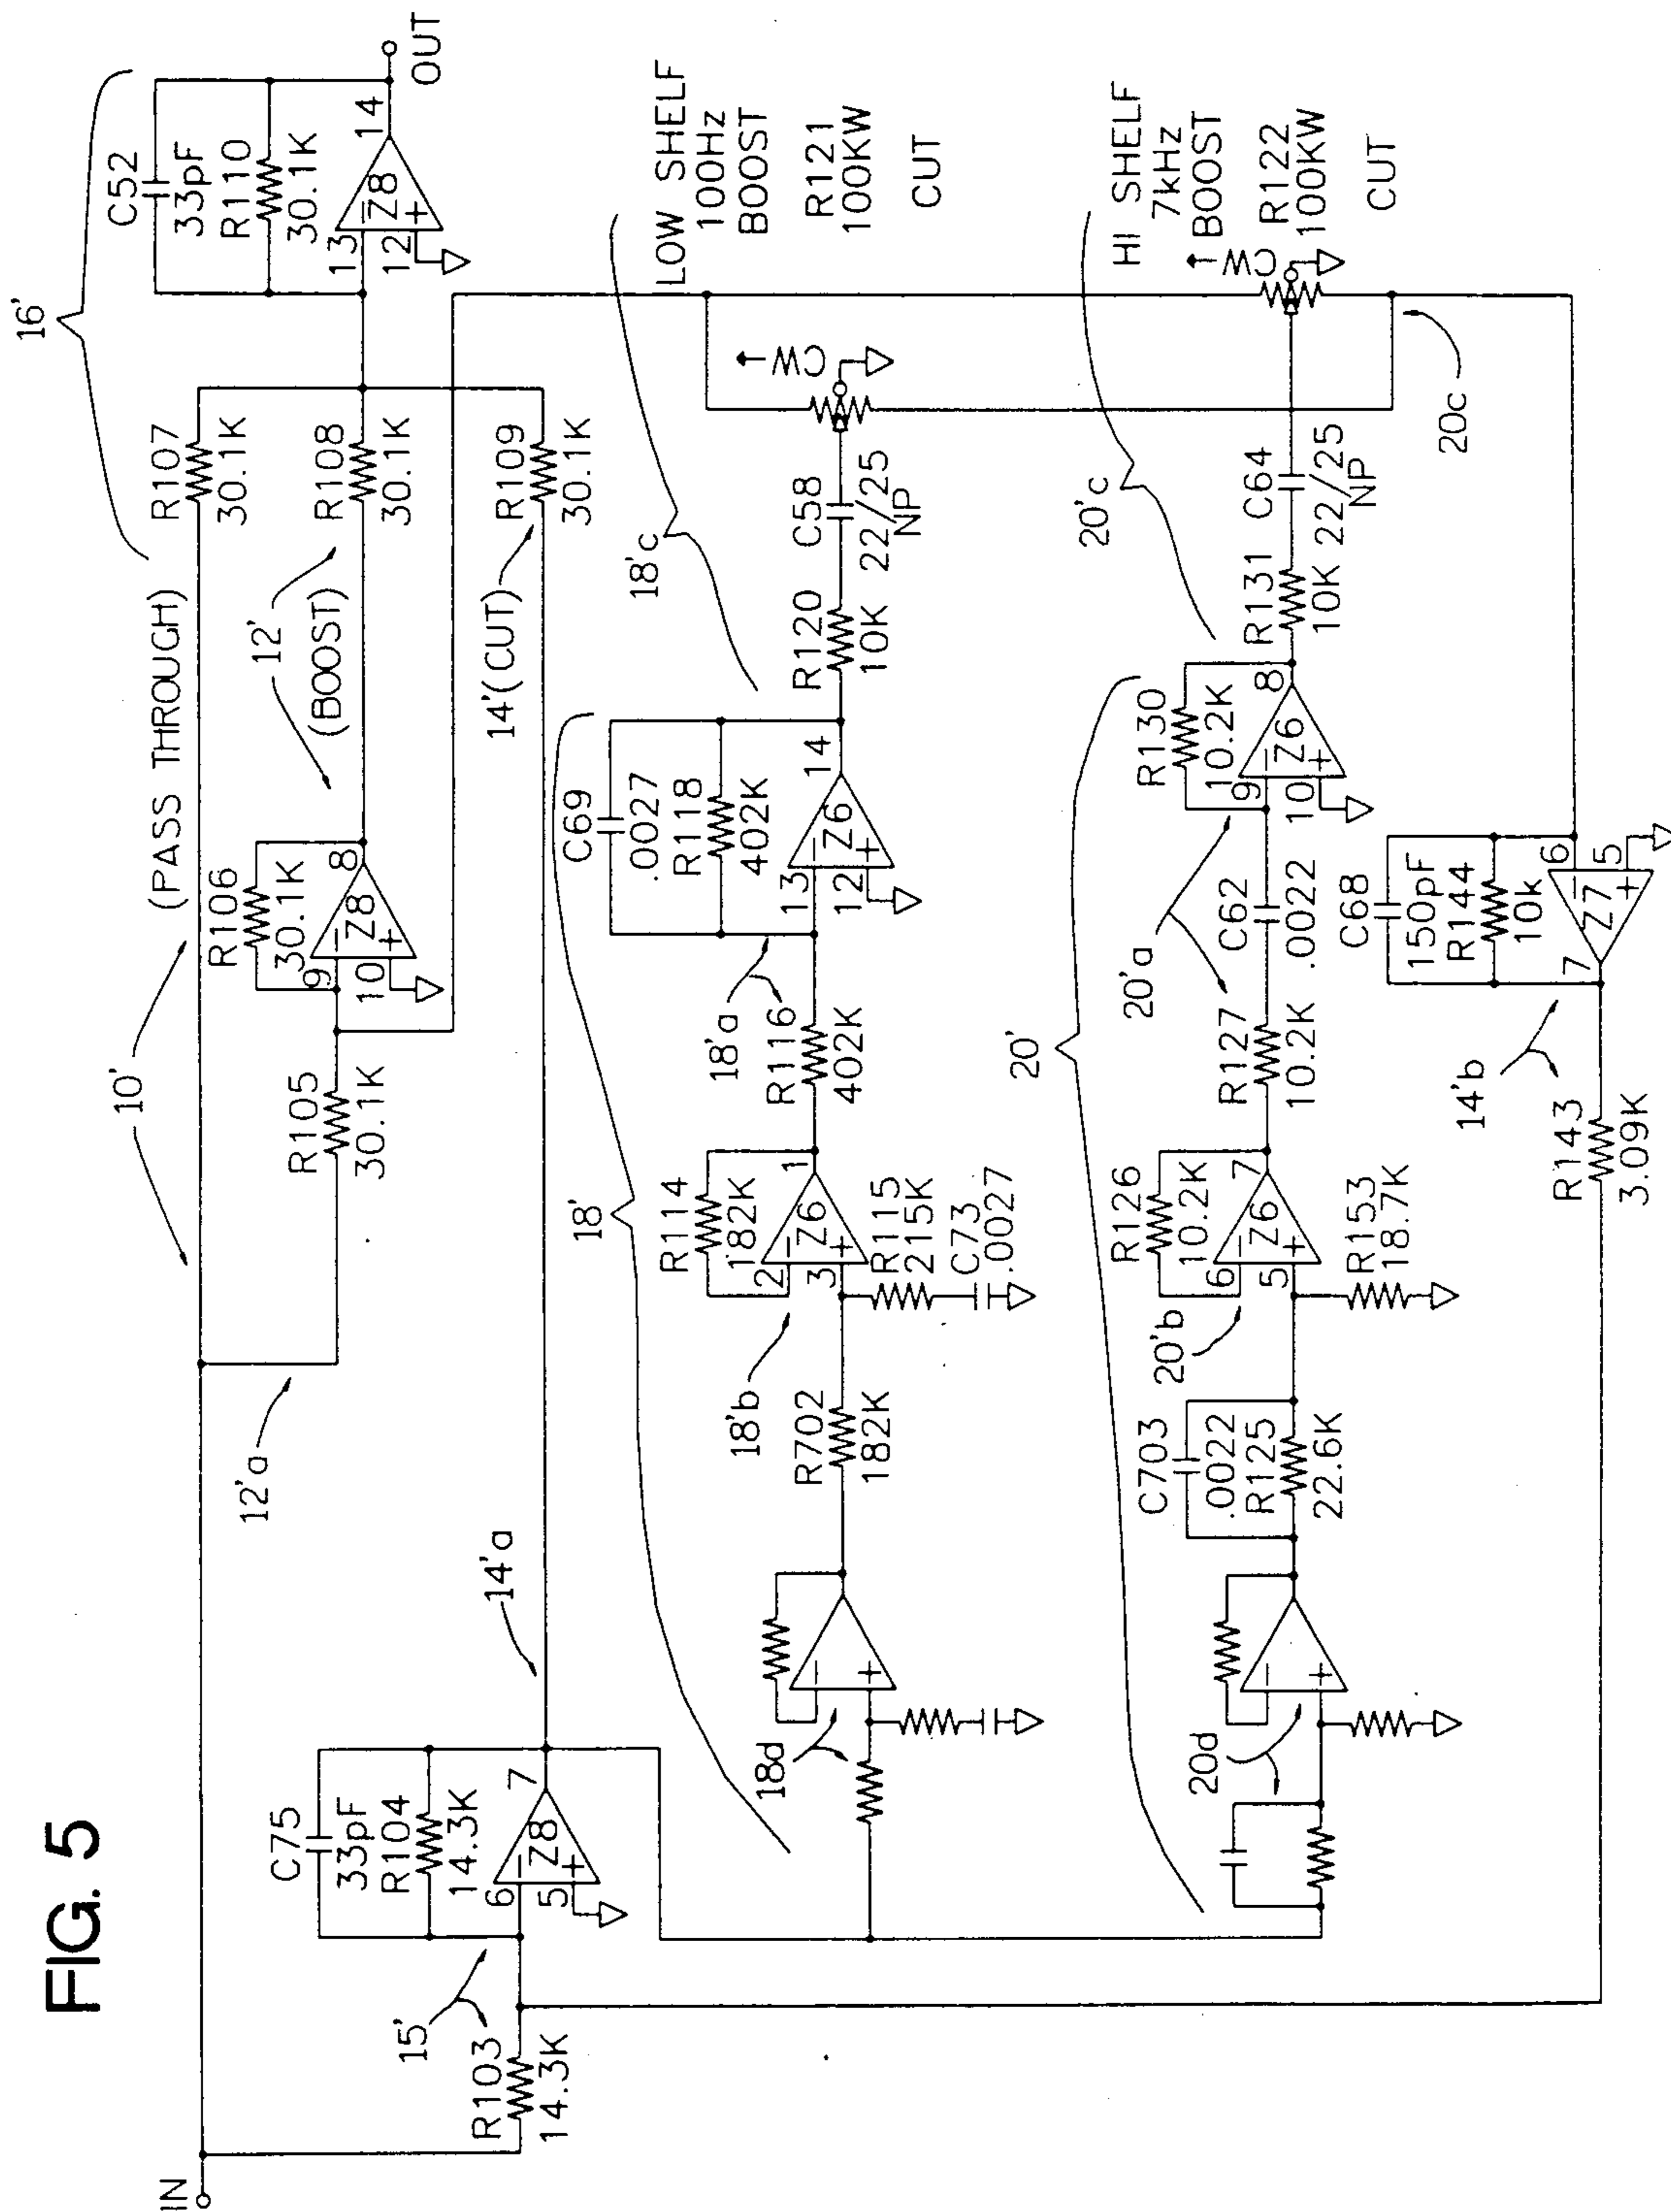 FIG. 5
IN
10'
(PASS THROUGH)
R107
30.1K
16'
C52
33pF
R110
30.1K
13
12
Z8
14
OUT
12'a
R105
30.1K
R106
30.1K
9
10
Z8
8
12'
(BOOST)
R108
30.1K
14'(CUT)
R109
30.1K
15'
R103
14.3K
C75
33pF
R104
14.3K
6
5
Z8
7
14'a
18'
18d
18'b
R702
182K
R114
182K
2
3
Z6
1
R115
215K
C73
.0027
18'a
R116
402K
C69
.0027
R118
402K
13
12
Z6
14
18'c
R120
10K
C58
22/25
NP
CW
LOW SHELF
100Hz
BOOST
R121
100KW
CUT
20'
20d
C703
.0022
R125
22.6K
20'b
R126
10.2K
6
5
Z6
7
R153
18.7K
20'a
R127
10.2K
C62
.0022
R130
10.2K
9
10
Z6
8
20'c
R131
10K
C64
22/25
NP
CW
HI SHELF
7kHz
BOOST
R122
100KW
CUT
20c
14'b
R143
3.09K
C68
150pF
R144
10k
7
Z7
6
5